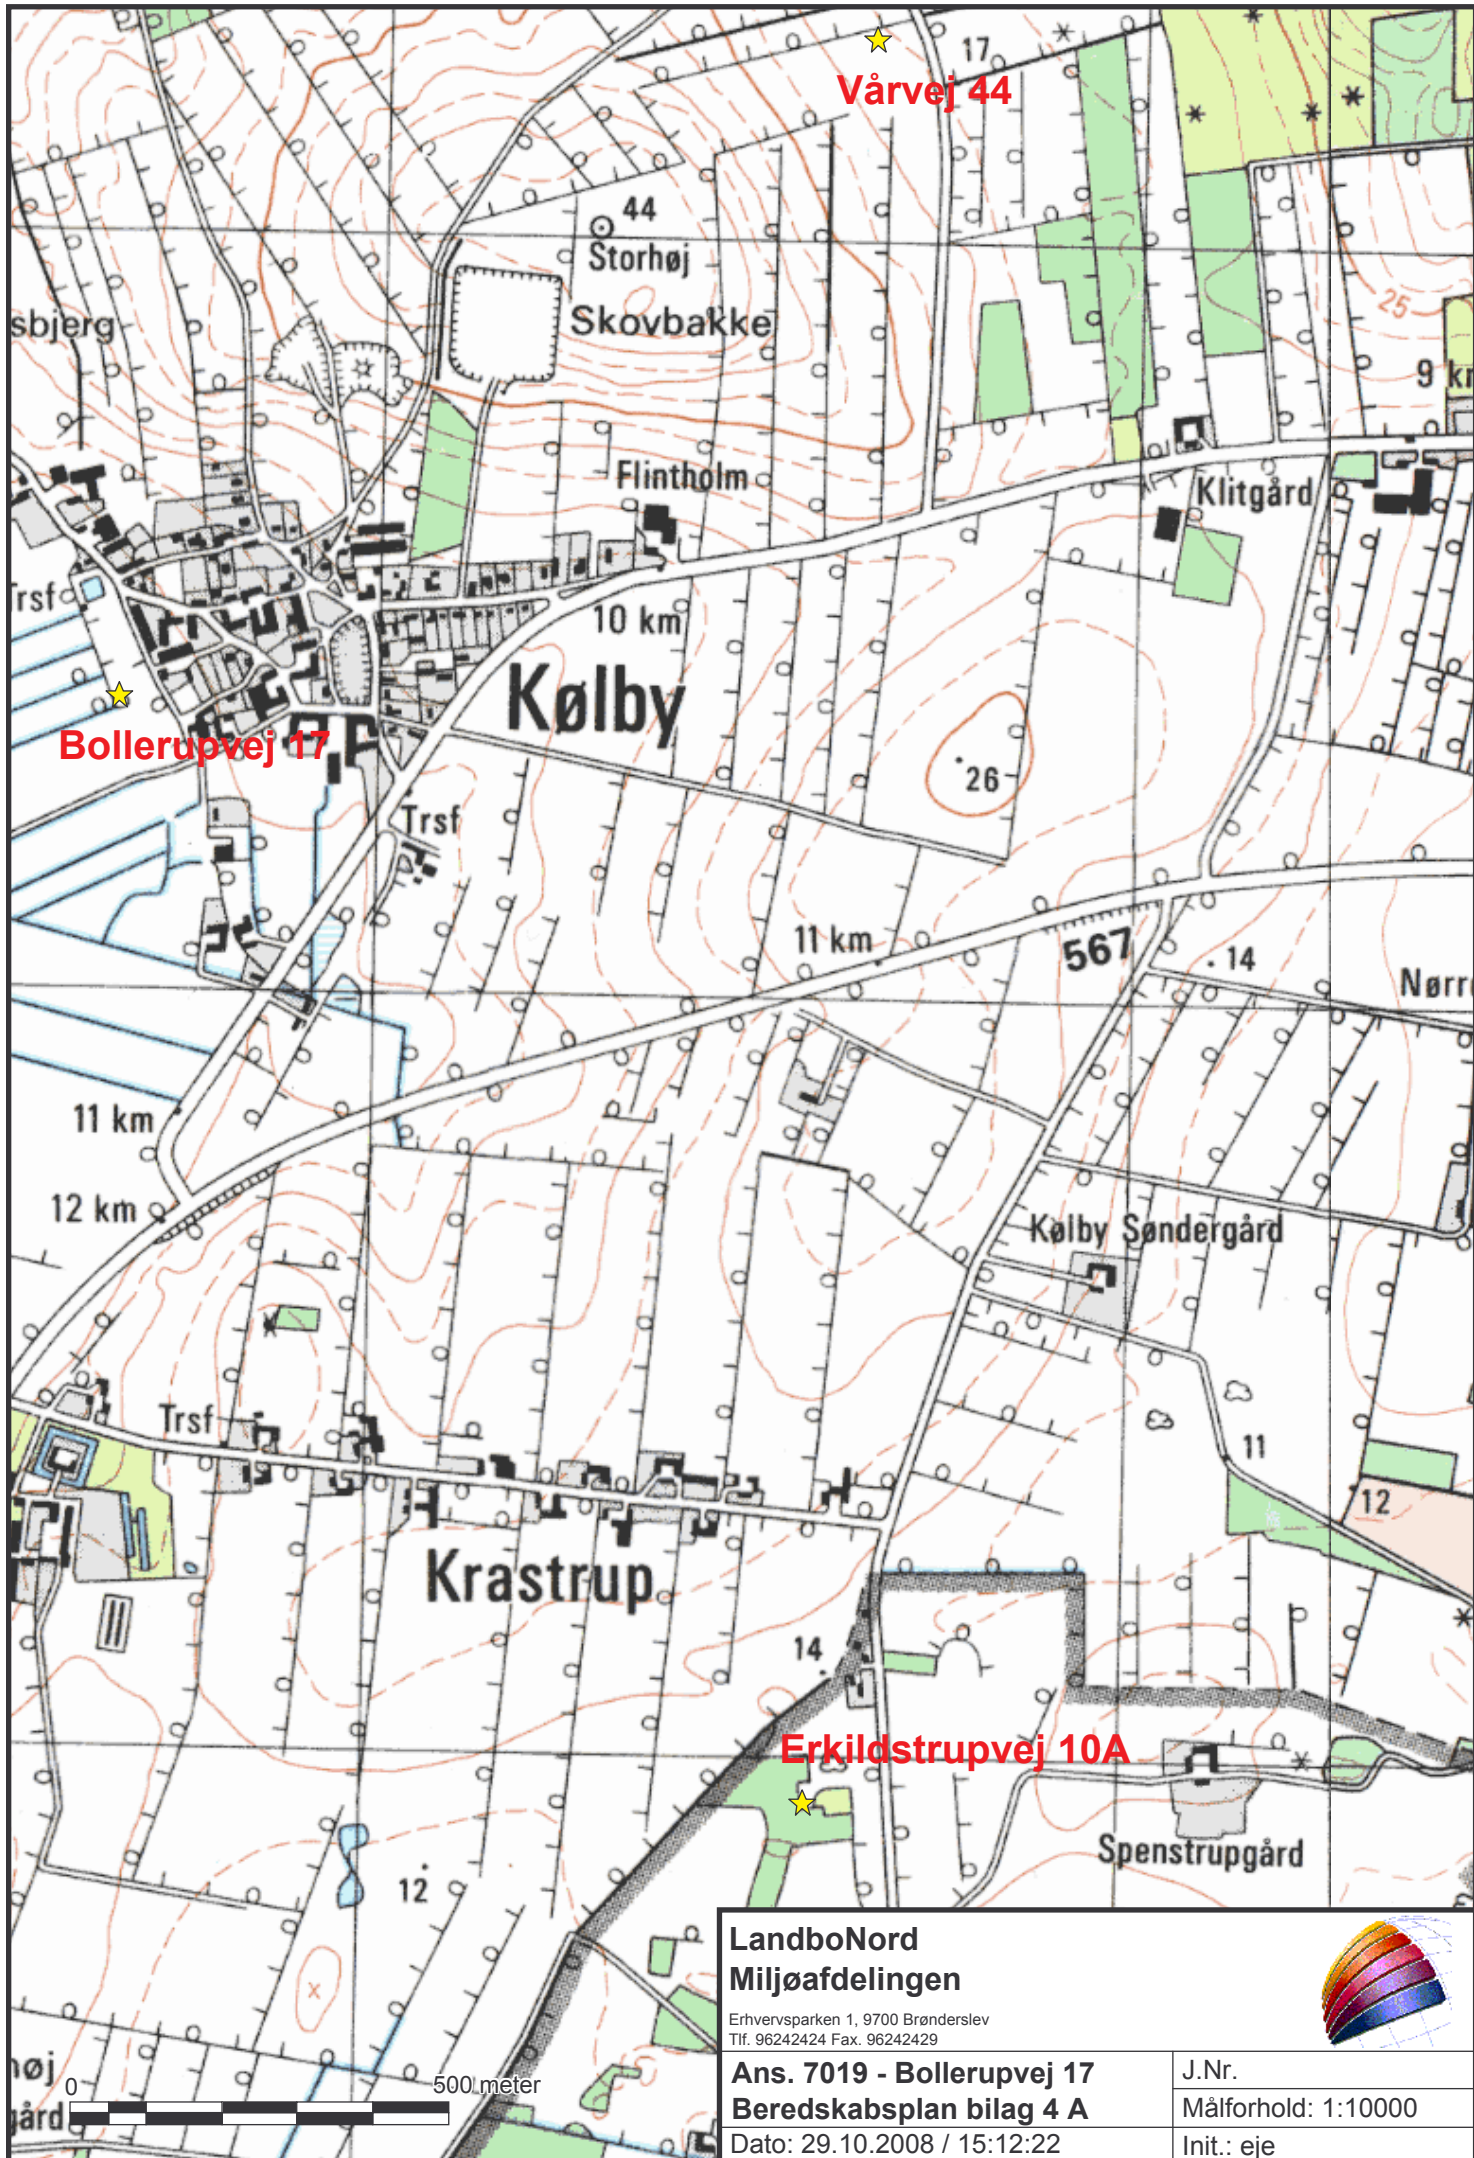 17
Vårvej 44
44
Storhøj
Skovbakke
sbjerg
25
9 km
Flintholm
Klitgård
Trsf
10 km
Kølby
Bollerupvej 17
26
Trsf
11 km
567
14
Nørre
11 km
12 km
Kølby Søndergård
Trsf
11
12
Krastrup
14
Erkildstrupvej 10A
Spenstrupgård
12
høj
gård
0
500 meter
LandboNord
Miljøafdelingen
Erhvervsparken 1, 9700 Brønderslev
Tlf. 96242424 Fax. 96242429
Ans. 7019 - Bollerupvej 17
Beredskabsplan bilag 4 A
Dato: 29.10.2008 / 15:12:22
J.Nr.
Målforhold: 1:10000
Init.: eje